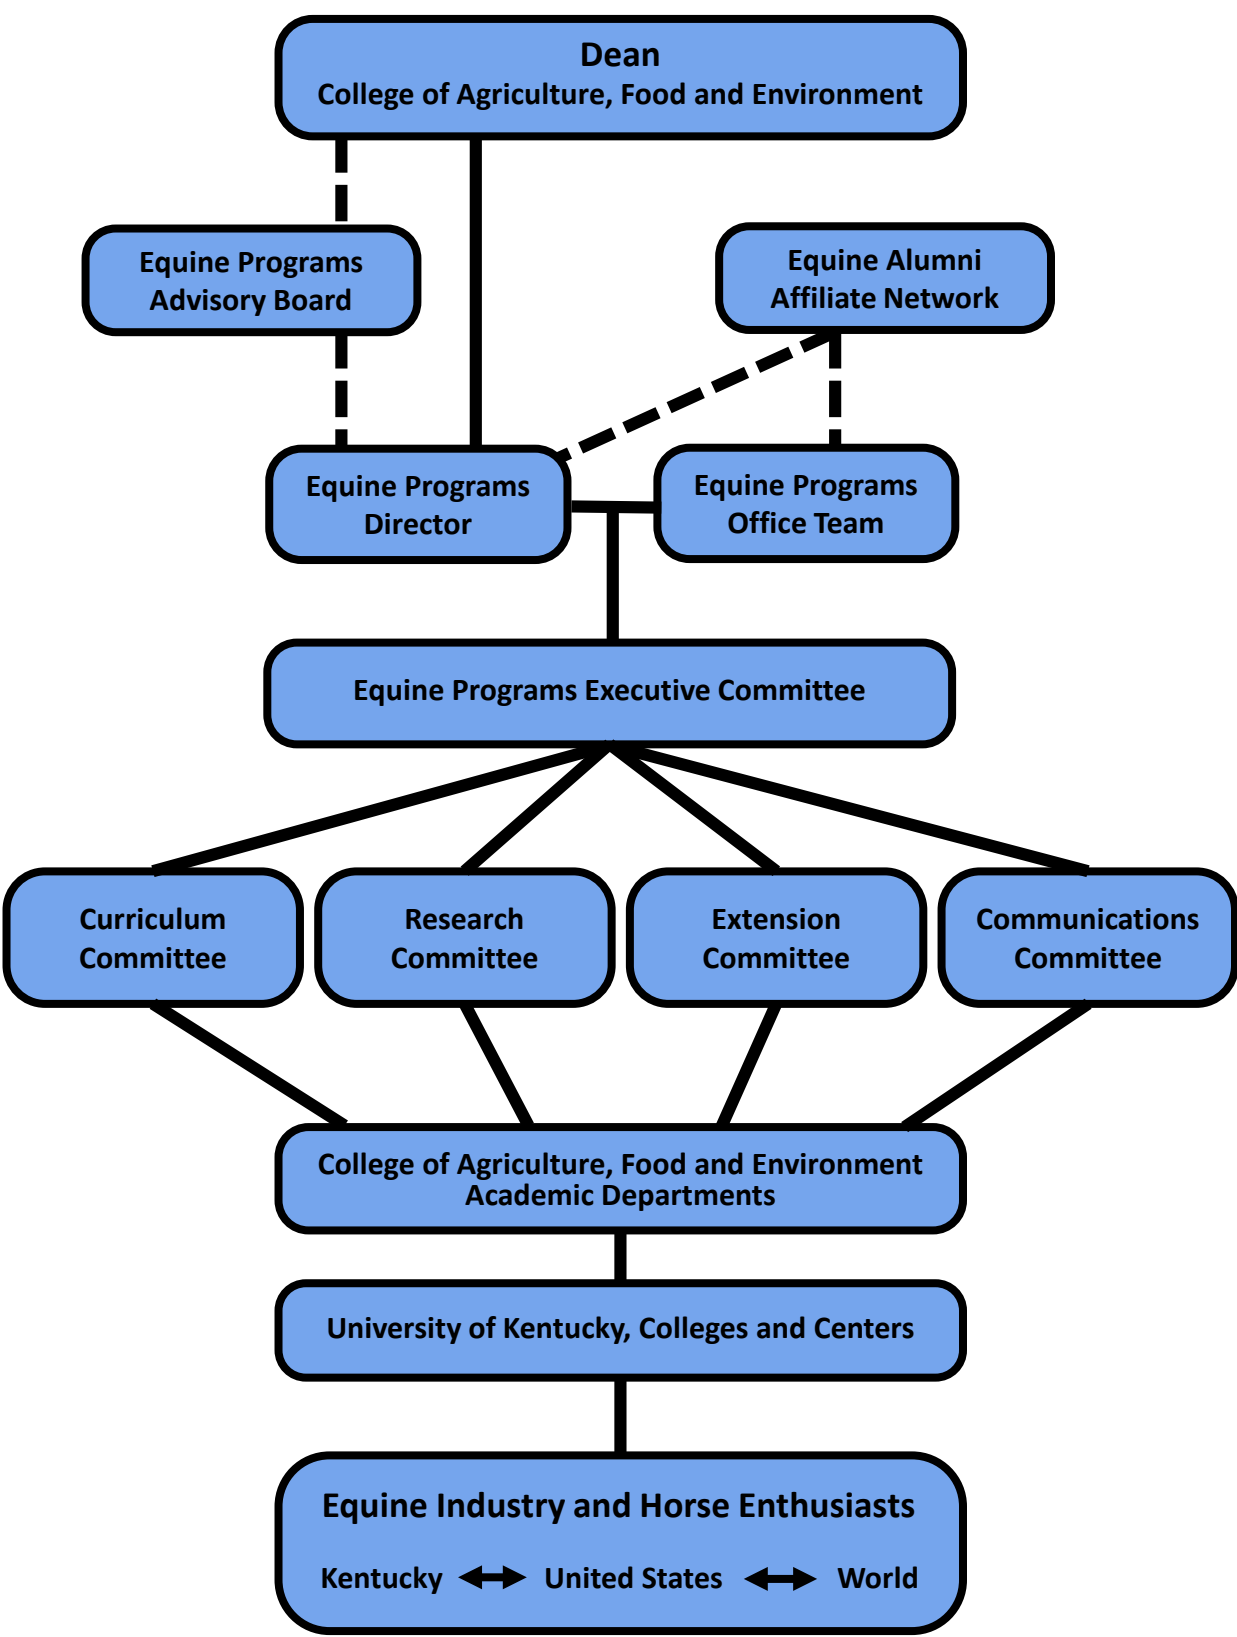 Dean
College of Agriculture, Food and Environment
Equine Programs
Advisory Board
Equine Alumni
Affiliate Network
Equine Programs
Director
Equine Programs
Office Team
Equine Programs Executive Committee
Curriculum
Committee
Research
Committee
Extension
Committee
Communications
Committee
College of Agriculture, Food and Environment
Academic Departments
University of Kentucky, Colleges and Centers
Equine Industry and Horse Enthusiasts
Kentucky United States World